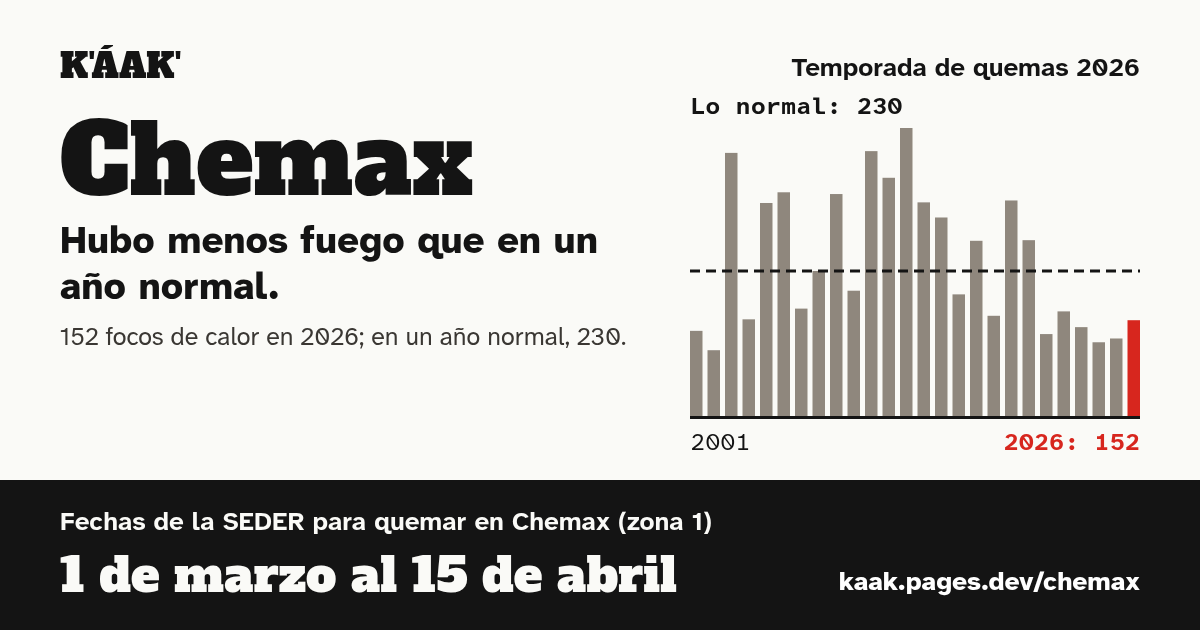 K'ÁAK'
Chemax
Hubo menos fuego que en un
año normal.
152 focos de calor en 2026; en un año normal, 230.
Temporada de quemas 2026
Lo normal: 230
2001
2026: 152
Fechas de la SEDER para quemar en Chemax (zona 1)
1 de marzo al 15 de abril
kaak.pages.dev/chemax